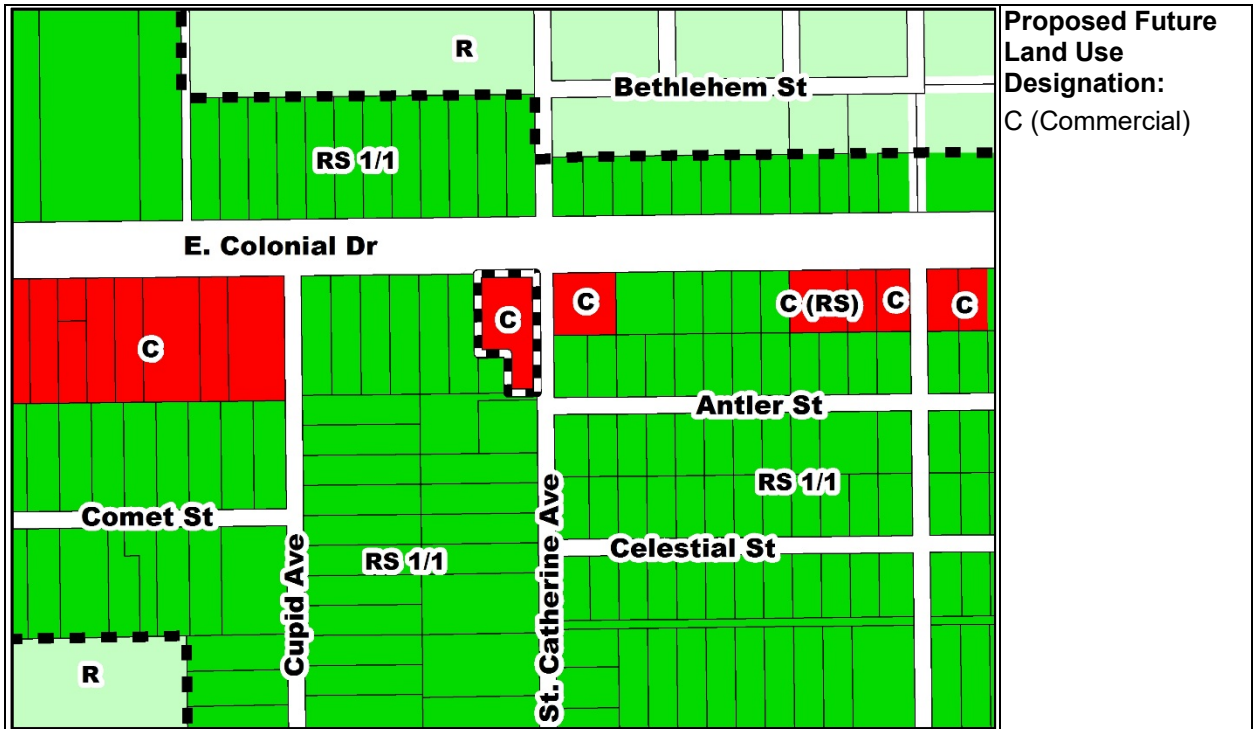 Proposed Future
Land Use
Designation:
C (Commercial)
R
Bethlehem St
RS 1/1
E. Colonial Dr
C
C
C
C (RS)
C
C
Antler St
RS 1/1
Comet St
Celestial St
RS 1/1
Cupid Ave
St. Catherine Ave
R